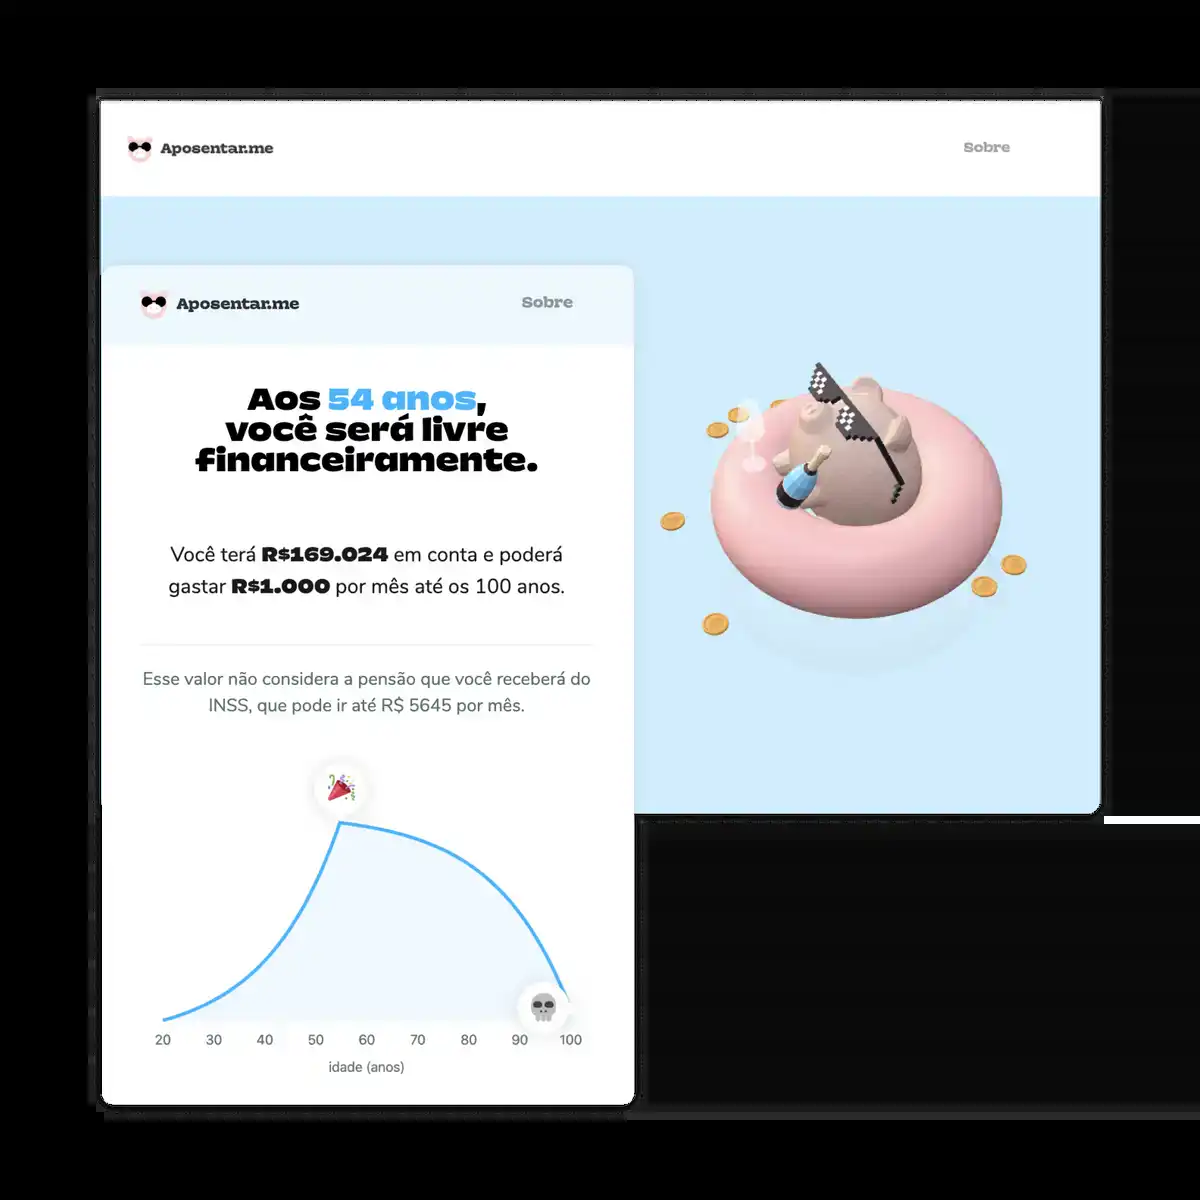 Aposentar.me
Sobre
Aposentar.me
Sobre
Aos 54 anos,
você será livre
financeiramente.
Você terá R$169.024 em conta e poderá
gastar R$1.000 por mês até os 100 anos.
Esse valor não considera a pensão que você receberá do
INSS, que pode ir até R$ 5645 por mês.
20 30 40 50 60 70 80 90 100
idade (anos)